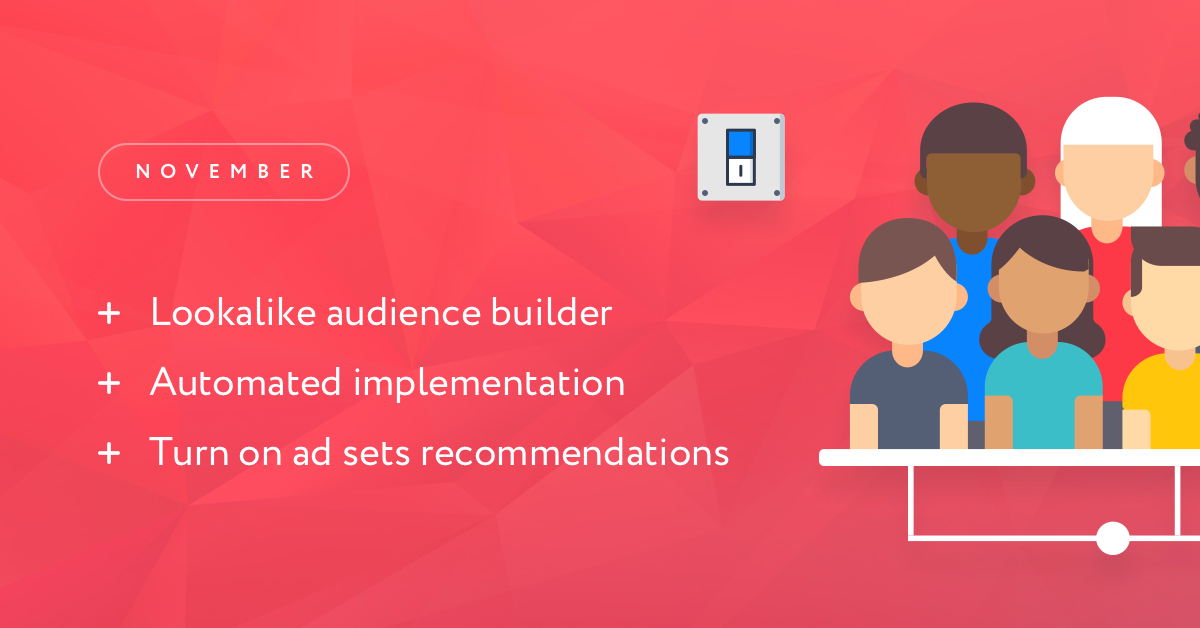 NOVEMBER
+ Lookalike audience builder
+ Automated implementation
+ Turn on ad sets recommendations